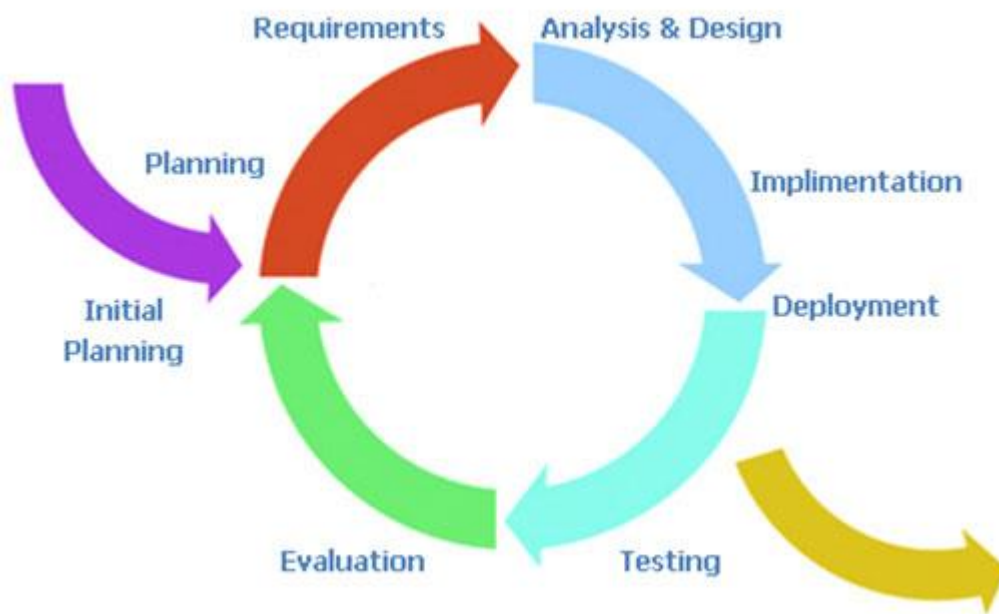 Requirements
Analysis & Design
Planning
Implimentation
Initial
Planning
Deployment
Evaluation
Testing